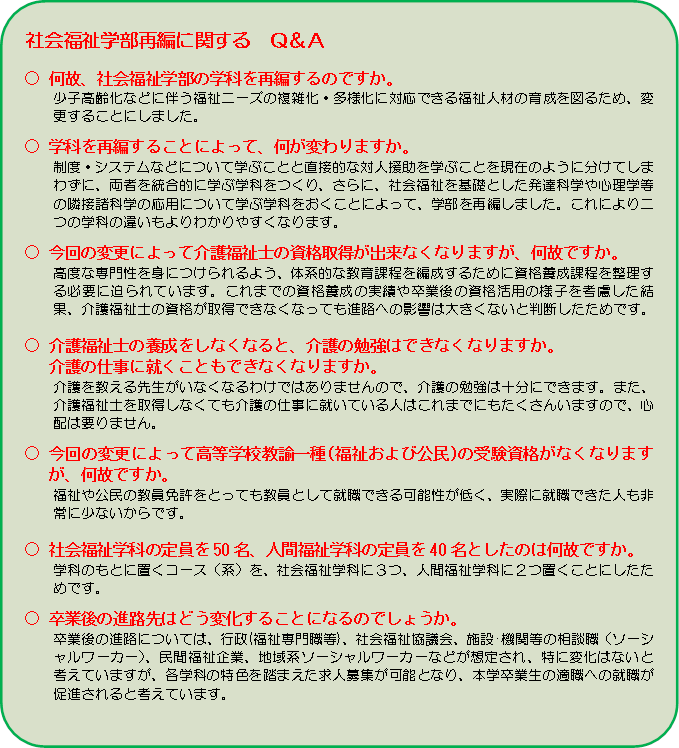 社会福祉学部再編に関する　Ｑ＆Ａ
○ 何故、社会福祉学部の学科を再編するのですか。
少子高齢化などに伴う福祉ニーズの複雑化・多様化に対応できる福祉人材の育成を図るため、変
更することにしました。
○ 学科を再編することによって、何が変わりますか。
制度・システムなどについて学ぶことと直接的な対人援助を学ぶことを現在のように分けてしま
わずに、両者を統合的に学ぶ学科をつくり、さらに、社会福祉を基礎とした発達科学や心理学等
の隣接諸科学の応用について学ぶ学科をおくことによって、学部を再編しました。これにより二
つの学科の違いもよりわかりやすくなります。
○ 今回の変更によって介護福祉士の資格取得が出来なくなりますが、何故ですか。
高度な専門性を身につけられるよう、体系的な教育課程を編成するために資格養成課程を整理す
る必要に迫られています。これまでの資格養成の実績や卒業後の資格活用の様子を考慮した結
果、介護福祉士の資格が取得できなくなっても進路への影響は大きくないと判断したためです。
○ 介護福祉士の養成をしなくなると、介護の勉強はできなくなりますか。
介護の仕事に就くこともできなくなりますか。
介護を教える先生がいなくなるわけではありませんので、介護の勉強は十分にできます。また、
介護福祉士を取得しなくても介護の仕事に就いている人はこれまでにもたくさんいますので、心
配は要りません。
○ 今回の変更によって高等学校教諭一種(福祉および公民)の受験資格がなくなります
が、何故ですか。
福祉や公民の教員免許をとっても教員として就職できる可能性が低く、実際に就職できた人も非
常に少ないからです。
○ 社会福祉学科の定員を 50 名、人間福祉学科の定員を 40 名としたのは何故ですか。
学科のもとに置くコース（系）を、社会福祉学科に３つ、人間福祉学科に２つ置くことにしたた
めです。
○ 卒業後の進路先はどう変化することになるのでしょうか。
卒業後の進路については、行政(福祉専門職等)、社会福祉協議会、施設・機関等の相談職（ソーシ
ャルワーカー）、民間福祉企業、地域系ソーシャルワーカーなどが想定され、特に変化はないと
考えていますが、各学科の特色を踏まえた求人募集が可能となり、本学卒業生の適職への就職が
促進されると考えています。